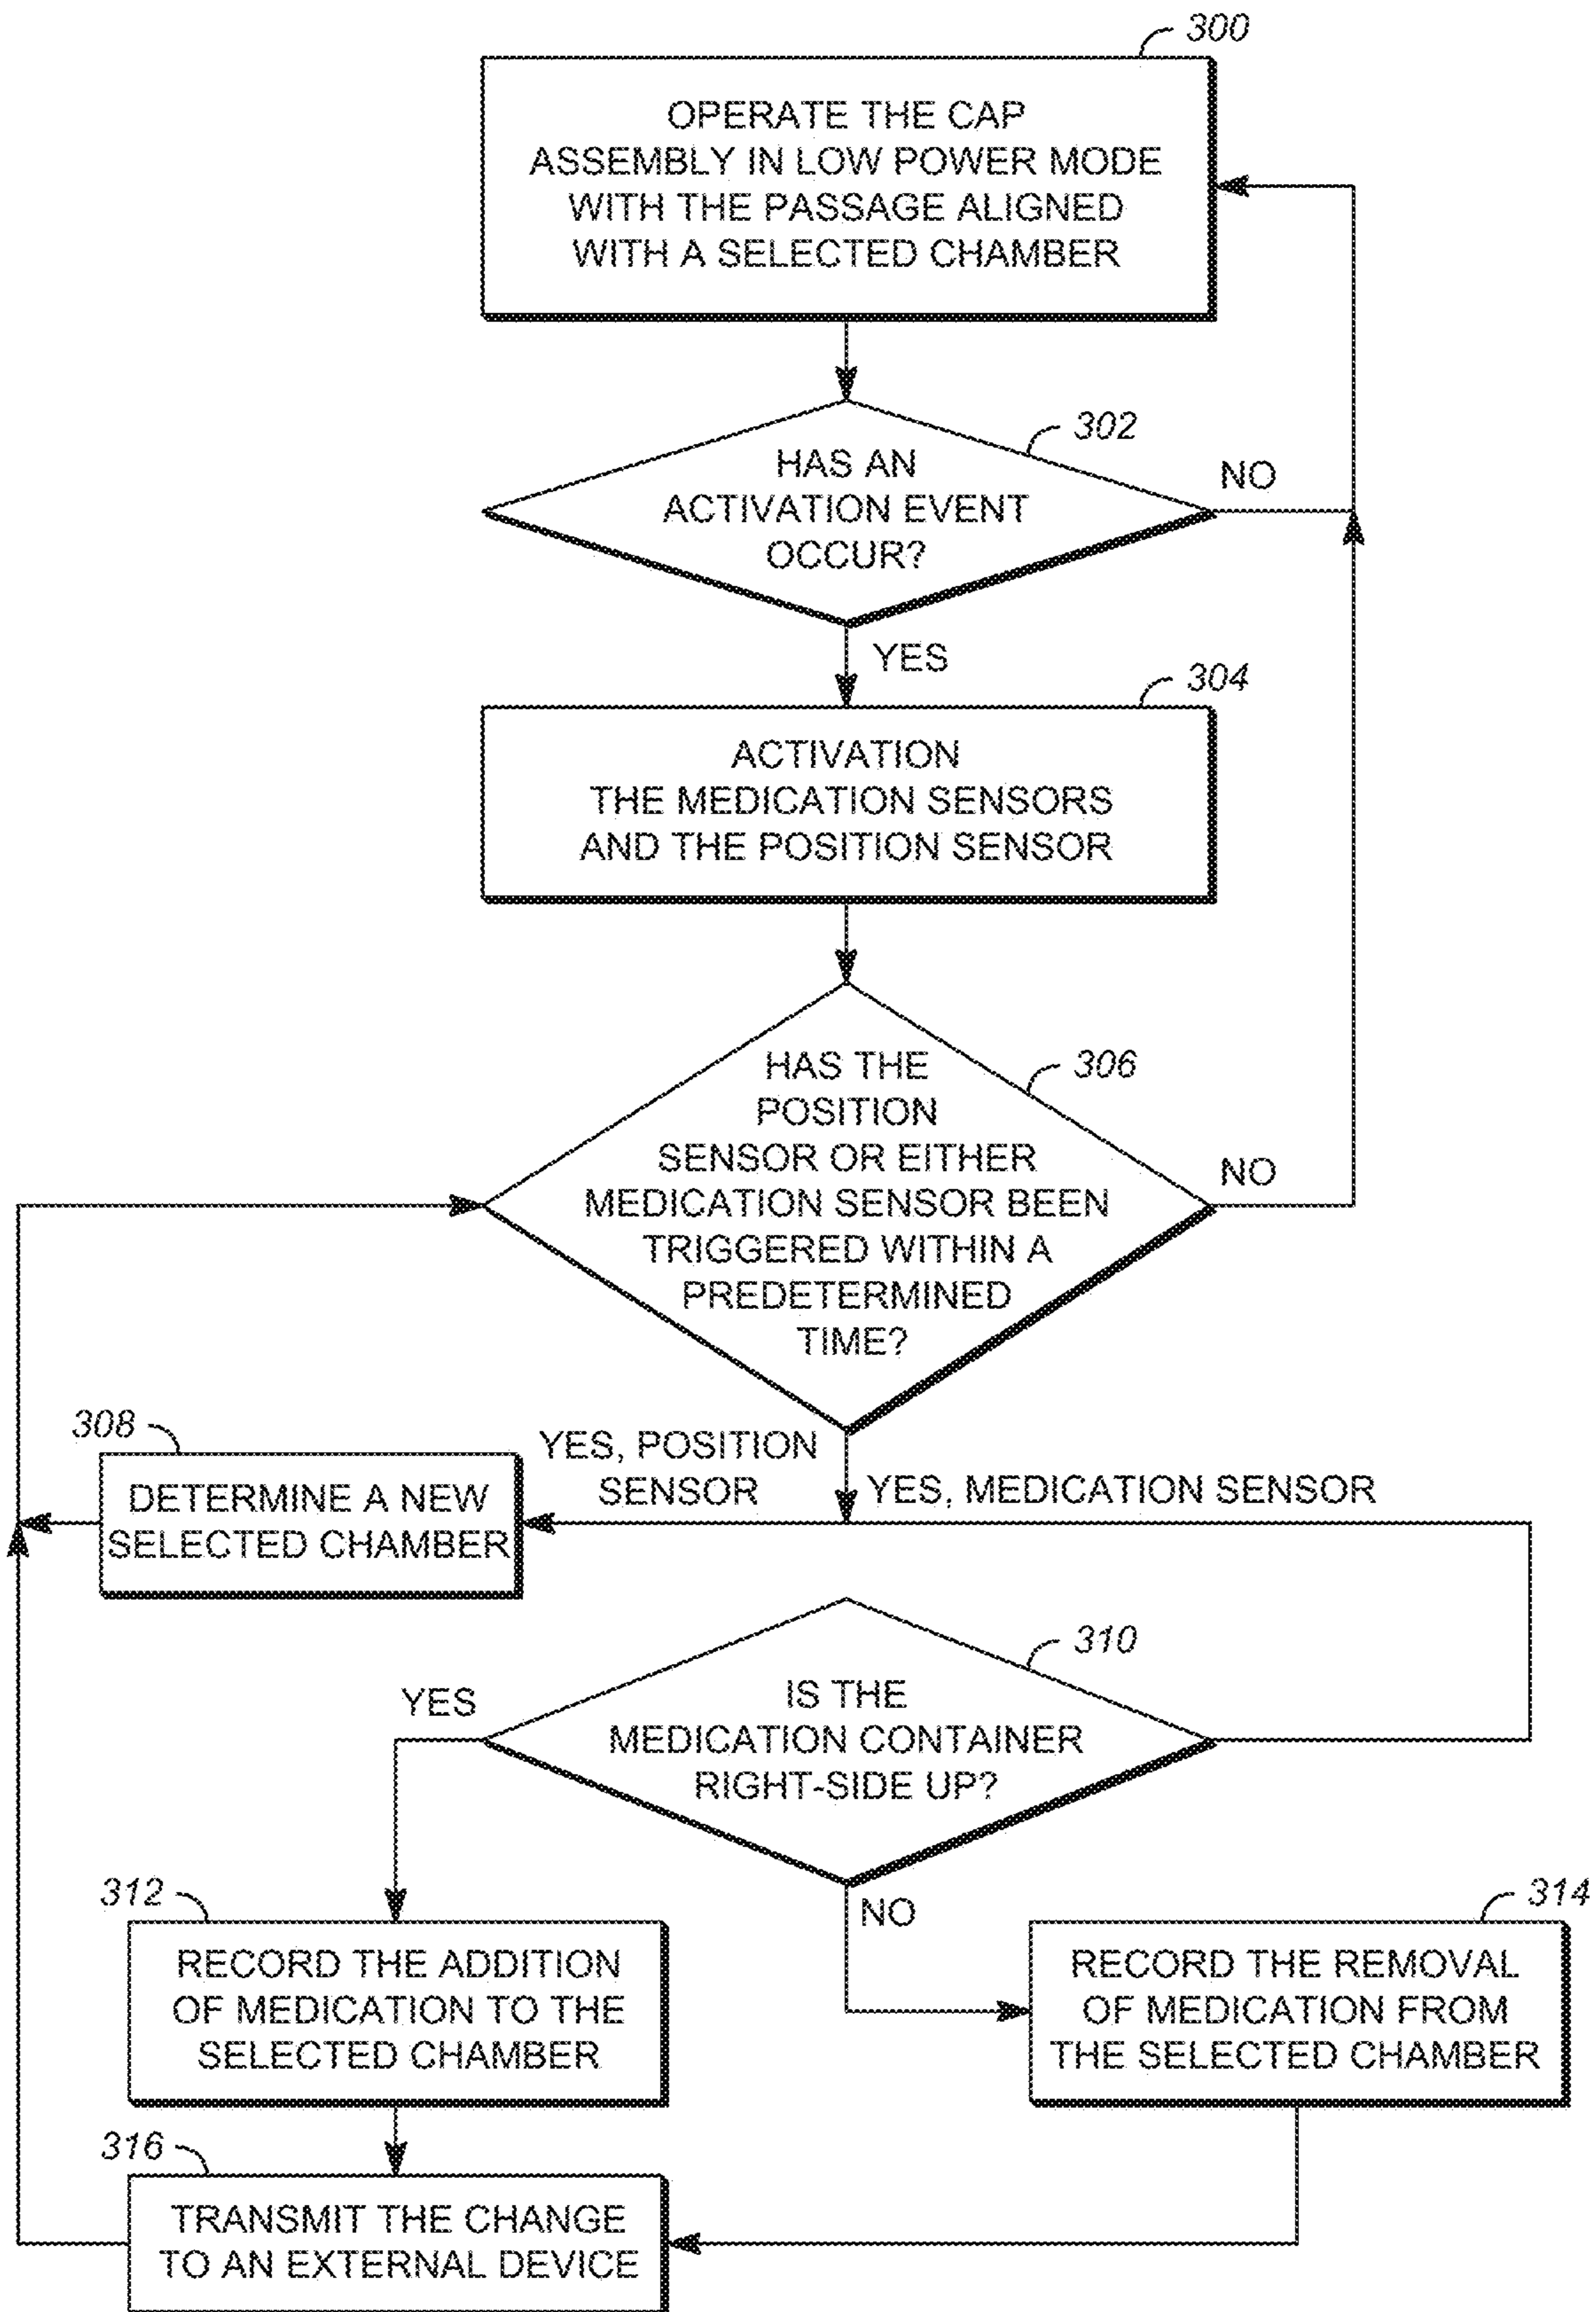 300
OPERATE THE CAP
ASSEMBLY IN LOW POWER MODE
WITH THE PASSAGE ALIGNED
WITH A SELECTED CHAMBER
302
HAS AN
ACTIVATION EVENT
OCCUR?
NO
YES
304
ACTIVATION
THE MEDICATION SENSORS
AND THE POSITION SENSOR
306
HAS THE
POSITION
SENSOR OR EITHER
MEDICATION SENSOR BEEN
TRIGGERED WITHIN A
PREDETERMINED
TIME?
NO
308
DETERMINE A NEW
SELECTED CHAMBER
YES, POSITION
SENSOR
YES, MEDICATION SENSOR
310
IS THE
MEDICATION CONTAINER
RIGHT-SIDE UP?
YES
NO
312
RECORD THE ADDITION
OF MEDICATION TO THE
SELECTED CHAMBER
314
RECORD THE REMOVAL
OF MEDICATION FROM
THE SELECTED CHAMBER
316
TRANSMIT THE CHANGE
TO AN EXTERNAL DEVICE